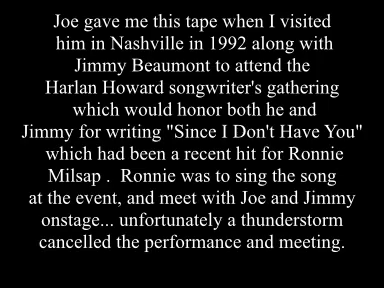 Joe gave me this tape when I visited
him in Nashville in 1992 along with
Jimmy Beaumont to attend the
Harlan Howard songwriter's gathering
which would honor both he and
Jimmy for writing "Since I Don't Have You"
which had been a recent hit for Ronnie
Milsap .  Ronnie was to sing the song
at the event, and meet with Joe and Jimmy
onstage... unfortunately a thunderstorm
cancelled the performance and meeting.